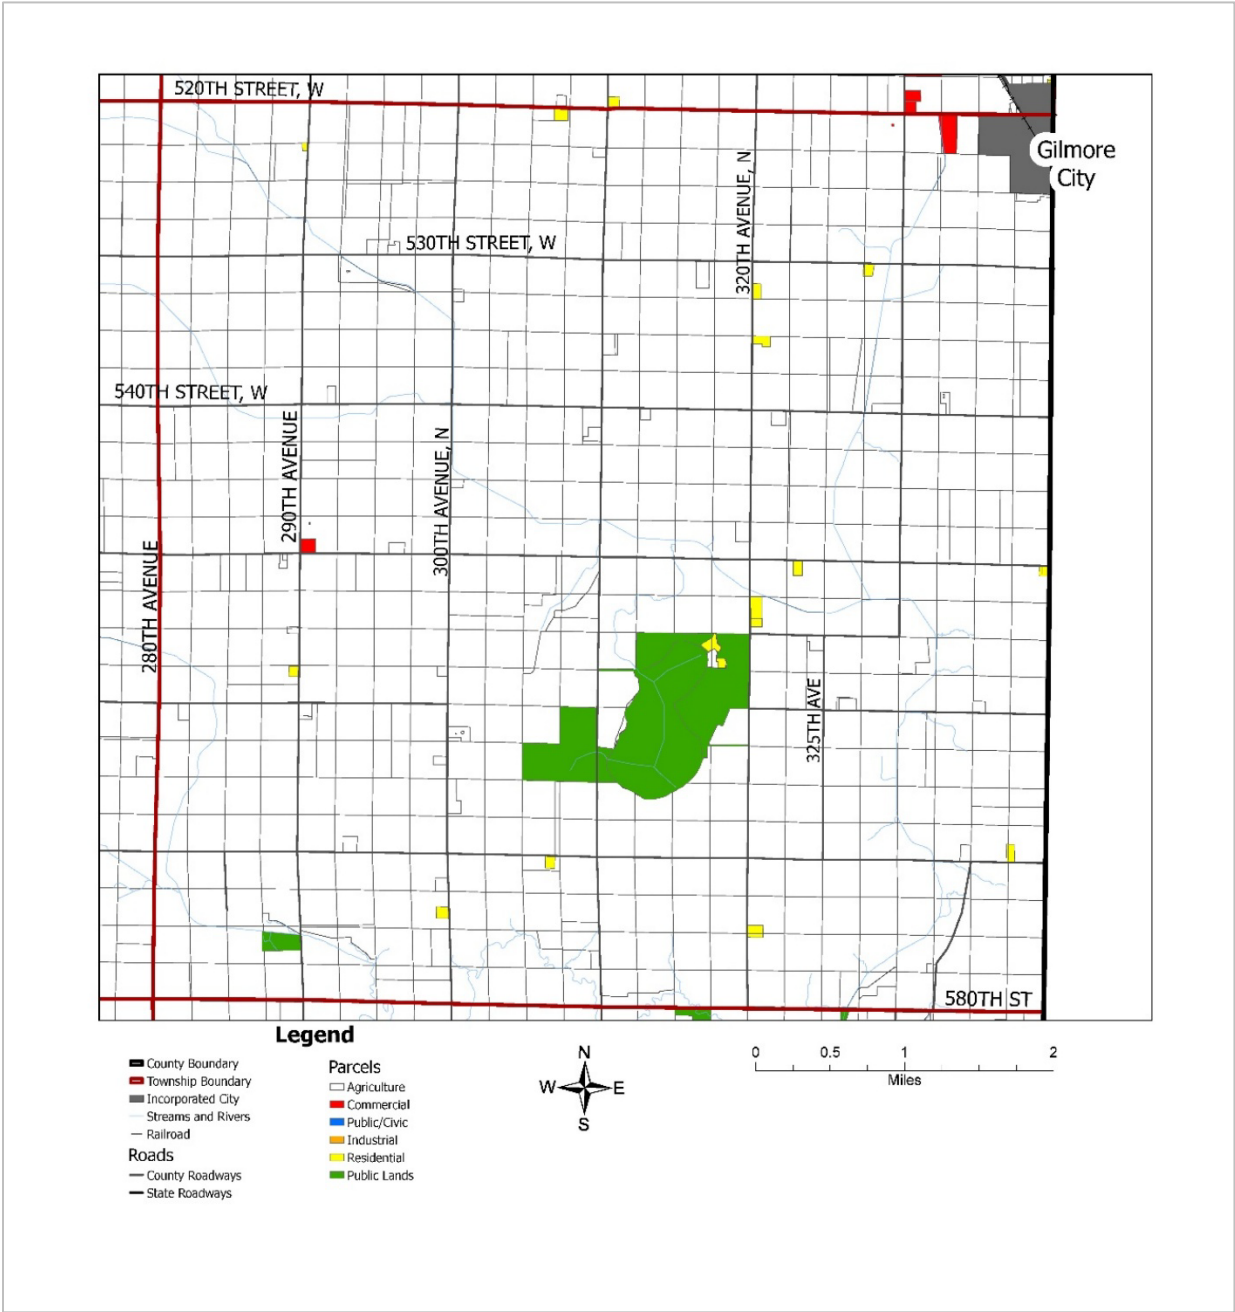 520TH STREET, W
Gilmore
City
320TH AVENUE, N
530TH STREET, W
540TH STREET, W
290TH AVENUE
300TH AVENUE, N
280TH AVENUE
325TH AVE
580TH ST
Legend
County Boundary
Township Boundary
Incorporated City
Streams and Rivers
Railroad
Roads
County Roadways
State Roadways
Parcels
Agriculture
Commercial
Public/Civic
Industrial
Residential
Public Lands
N
W E
S
0 0.5 1 2
Miles